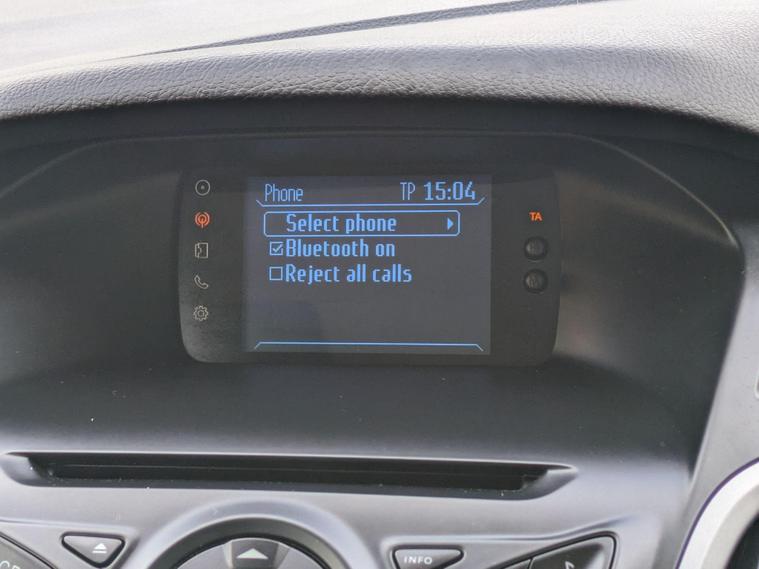 Phone TP 15:04
TA
Select phone
Bluetooth on
Reject all calls
INFO